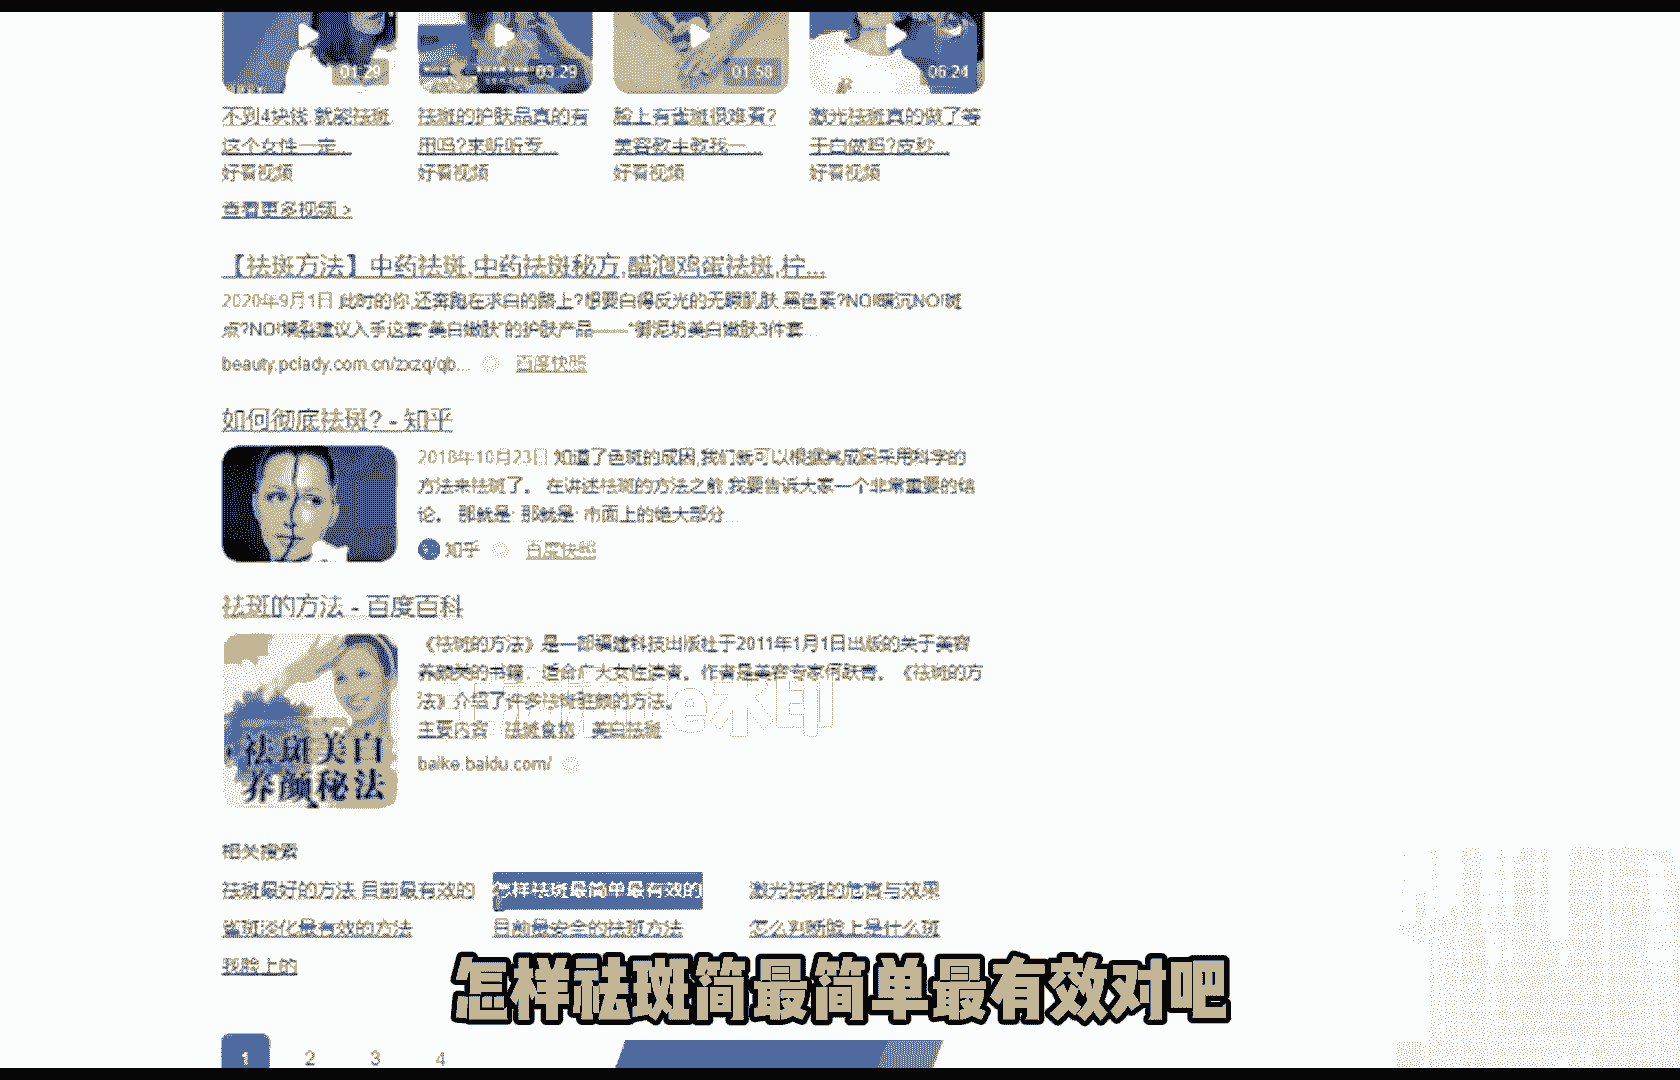 01:29
03:29
01:58
06:24
不到4块钱 就能祛斑
这个女性一定...
好看视频
祛斑的护肤品真的有
用吗?来听听专...
好看视频
脸上有雀斑很难看?
美容教主教我一...
好看视频
激光祛斑真的做了等
于白做吗?皮秒...
好看视频
查看更多视频 >
【祛斑方法】中药祛斑,中药祛斑秘方,醋泡鸡蛋祛斑,柠...
2020年9月1日 此时的你,还奔跑在求白的路上?想要白得反光的无瑕肌肤,黑色素?NO!暗沉NO!斑
点?NO!墙裂建议入手这套"美白嫩肤"的护肤产品——"御泥坊美白嫩肤3件套...
beauty.pclady.com.cn/zxzq/qb... 百度快照
如何彻底祛斑? - 知乎
2018年10月23日 知道了色斑的成因,我们就可以根据其成因采用科学的
方法来祛斑了。 在讲述祛斑的方法之前,我要告诉大家一个非常重要的结
论。 那就是: 那就是: 市面上的绝大部分...
知乎 百度快照
祛斑的方法 - 百度百科
祛斑美白
养颜秘法
《祛斑的方法》是一部福建科技出版社于2011年1月1日出版的关于美容
养颜类的书籍，适合广大女性读者。作者是美容专家何跃青。《祛斑的方
法》介绍了许多祛斑驻颜的方法。
主要内容 祛斑食物 美白祛斑
baike.baidu.com/
水印
相关搜索
祛斑最好的方法 目前最有效的 怎样祛斑最简单最有效的 激光祛斑的危害与效果
雀斑淡化最有效的方法 目前最安全的祛斑方法 怎么判断脸上是什么斑
我脸上的
怎样祛斑简最简单最有效对吧
1 2 3 4